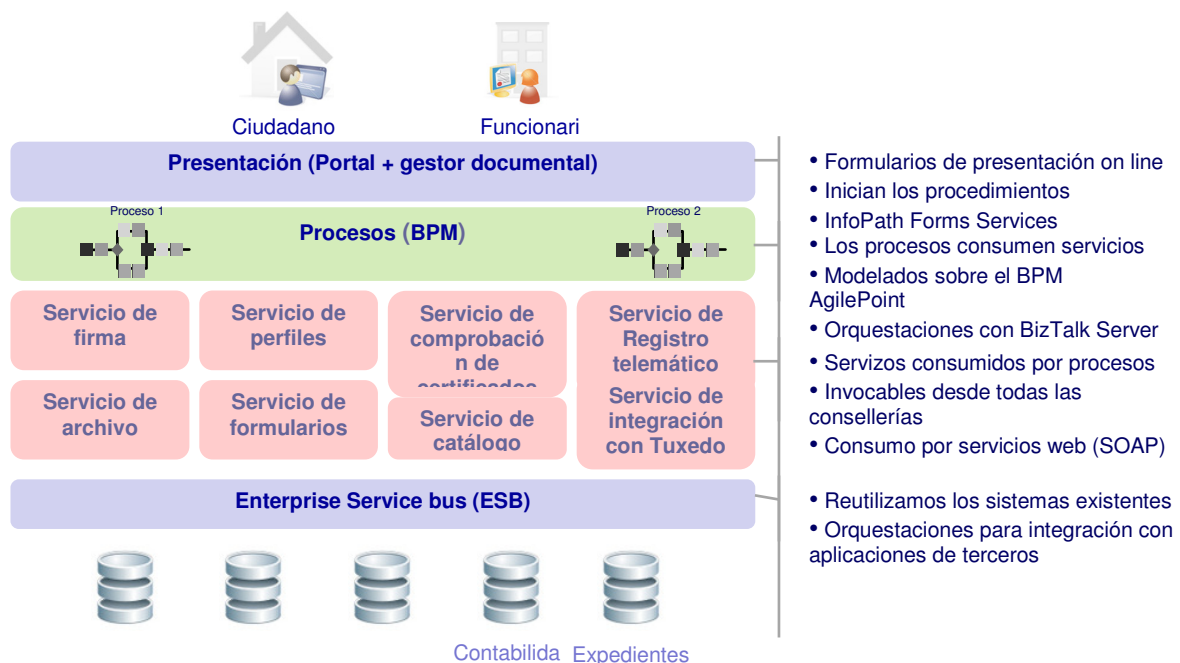 Ciudadano
Funcionari
Presentación (Portal + gestor documental)
Proceso 1
Procesos (BPM)
Proceso 2
Servicio de
firma
Servicio de
perfiles
Servicio de
comprobació
n de
certificados
Servicio de
Registro
telemático
Servicio de
archivo
Servicio de
formularios
Servicio de
catálogo
Servicio de
integración
con Tuxedo
Enterprise Service bus (ESB)
Contabilida
Expedientes
• Formularios de presentación on line
• Inician los procedimientos
• InfoPath Forms Services
• Los procesos consumen servicios
• Modelados sobre el BPM
AgilePoint
• Orquestaciones con BizTalk Server
• Servizos consumidos por procesos
• Invocables desde todas las
consellerías
• Consumo por servicios web (SOAP)
• Reutilizamos los sistemas existentes
• Orquestaciones para integración con
aplicaciones de terceros